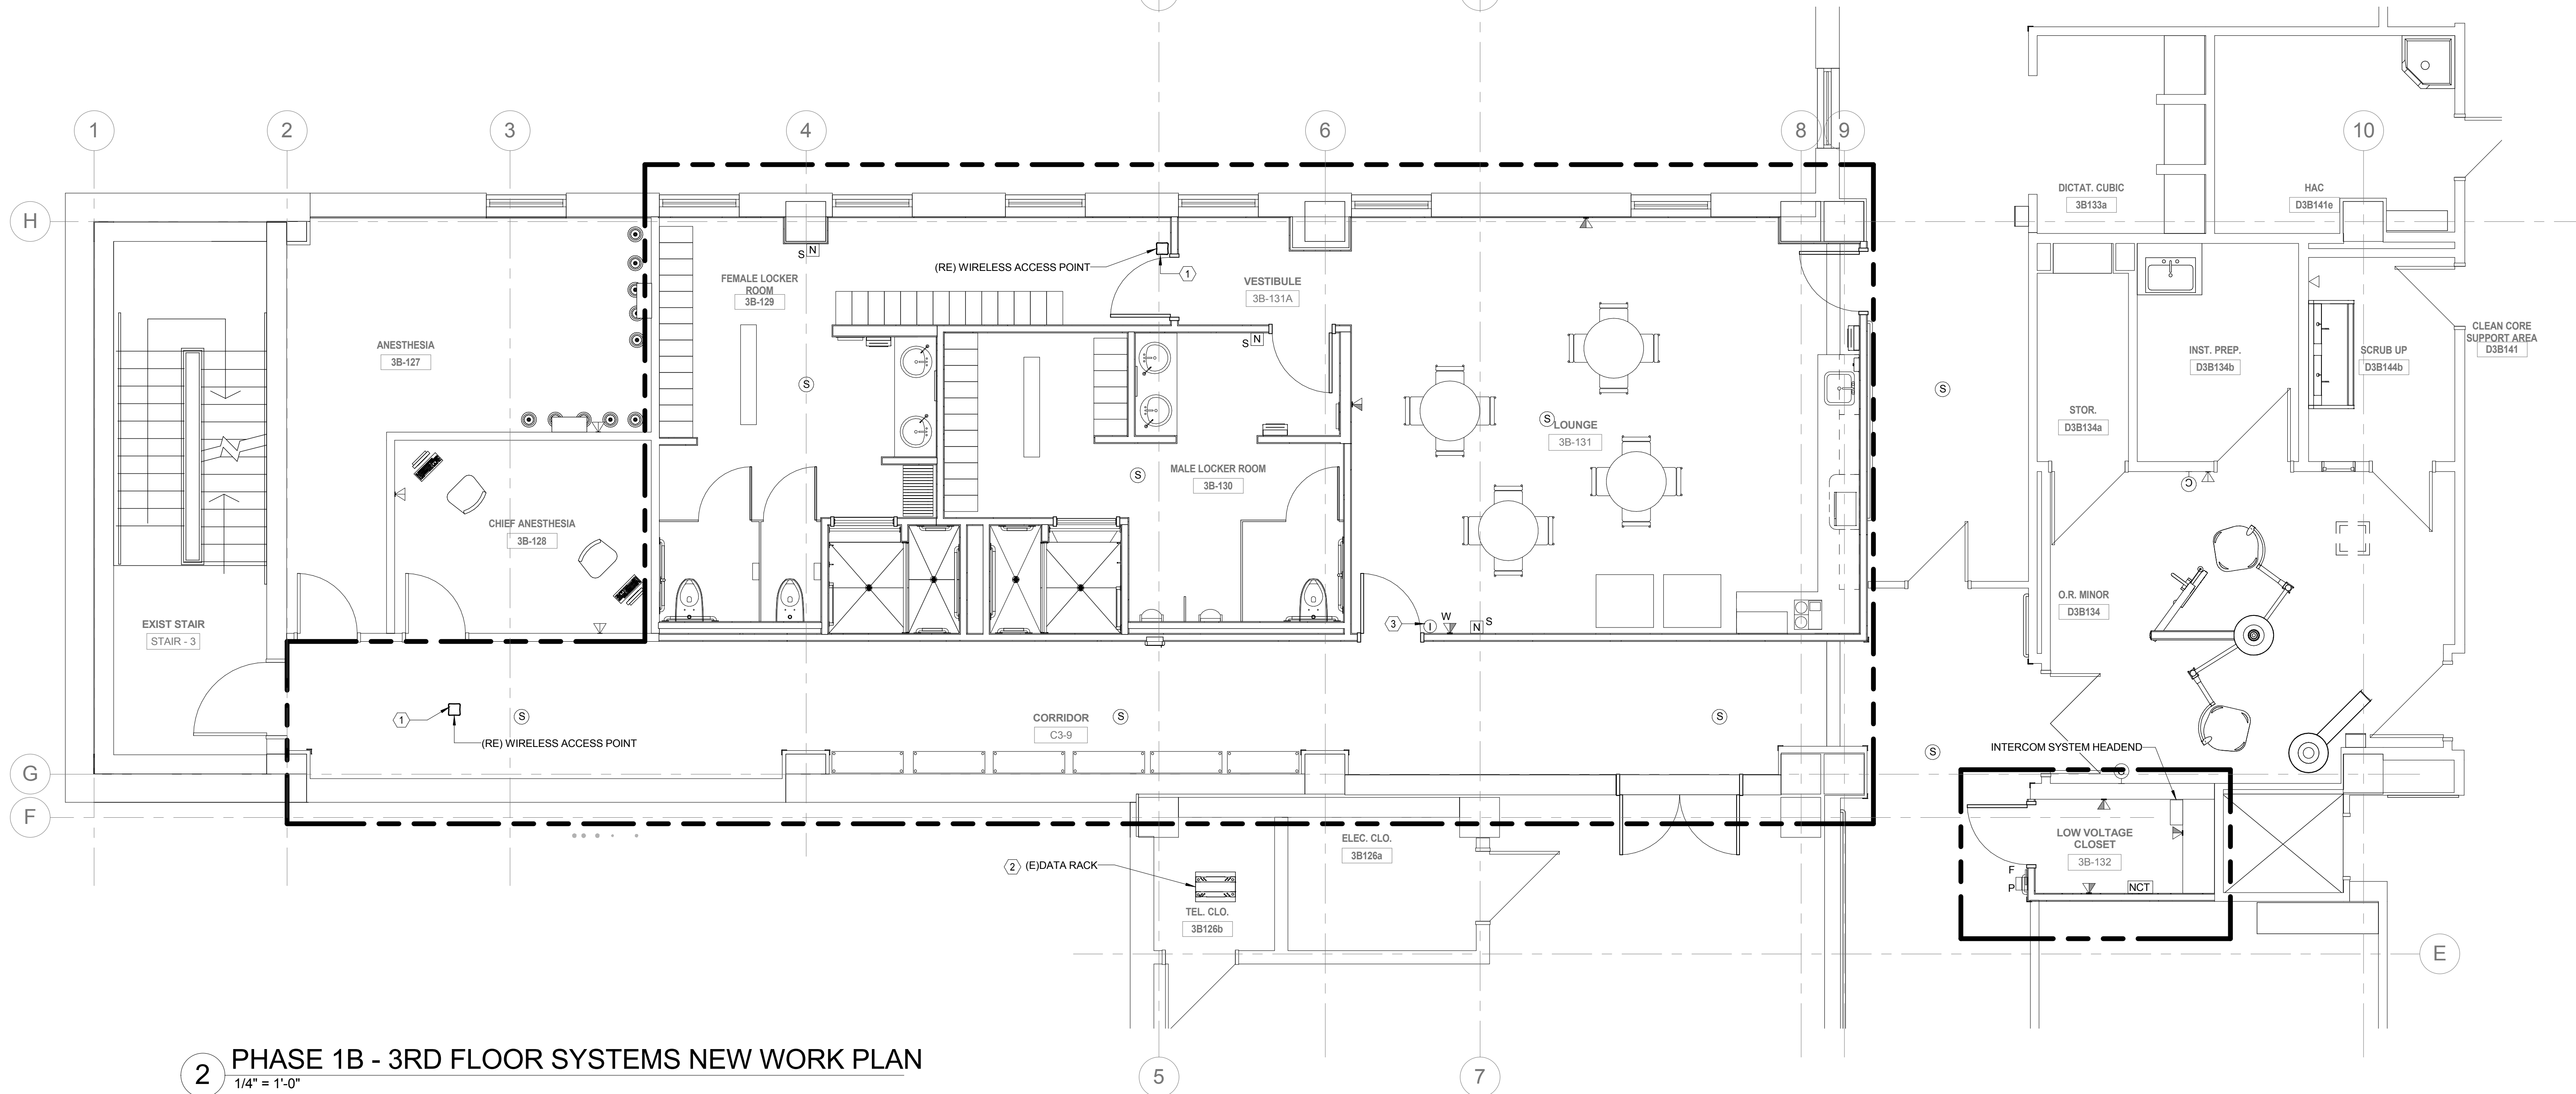 1
2
3
4
6
8
9
10
H
G
F
E
5
7
DICTAT. CUBIC
3B133a
HAC
D3B141e
(RE) WIRELESS ACCESS POINT
1
S N
FEMALE LOCKER
ROOM
3B-129
VESTIBULE
3B-131A
S N
ANESTHESIA
3B-127
S
S
S
LOUNGE
3B-131
INST. PREP.
D3B134b
SCRUB UP
D3B144b
CLEAN CORE
SUPPORT AREA
D3B141
STOR.
D3B134a
MALE LOCKER ROOM
3B-130
S
C
CHIEF ANESTHESIA
3B-128
EXIST STAIR
STAIR - 3
O.R. MINOR
D3B134
3
I
W
N S
1
(RE) WIRELESS ACCESS POINT
S
CORRIDOR
C3-9
S
S
S
INTERCOM SYSTEM HEADEND
C
LOW VOLTAGE
CLOSET
3B-132
F
P
NCT
ELEC. CLO.
3B126a
2 (E)DATA RACK
TEL. CLO.
3B126b
2 PHASE 1B - 3RD FLOOR SYSTEMS NEW WORK PLAN
1/4" = 1'-0"